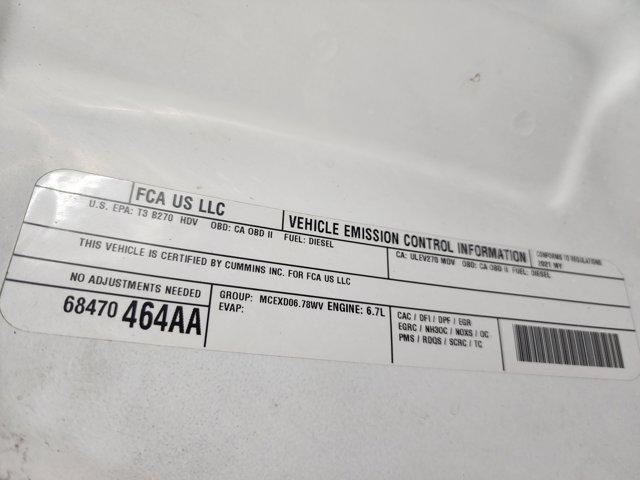 FCA US LLC
VEHICLE EMISSION CONTROL INFORMATION
CONFORMS TO REGULATIONS
2021 MY
U.S. EPA: T3 B270 HDV OBD: CA OBD II FUEL: DIESEL
CA: ULEV270 MDV OBD: CA OBD II FUEL: DIESEL
THIS VEHICLE IS CERTIFIED BY CUMMINS INC. FOR FCA US LLC
NO ADJUSTMENTS NEEDED
68470 464AA
GROUP: MCEXD06.78WV ENGINE: 6.7L
EVAP:
CAC / DFI / DPF / EGR
EGRC / NH3OC / NOXS / OC
PMS / RDQS / SCRC / TC